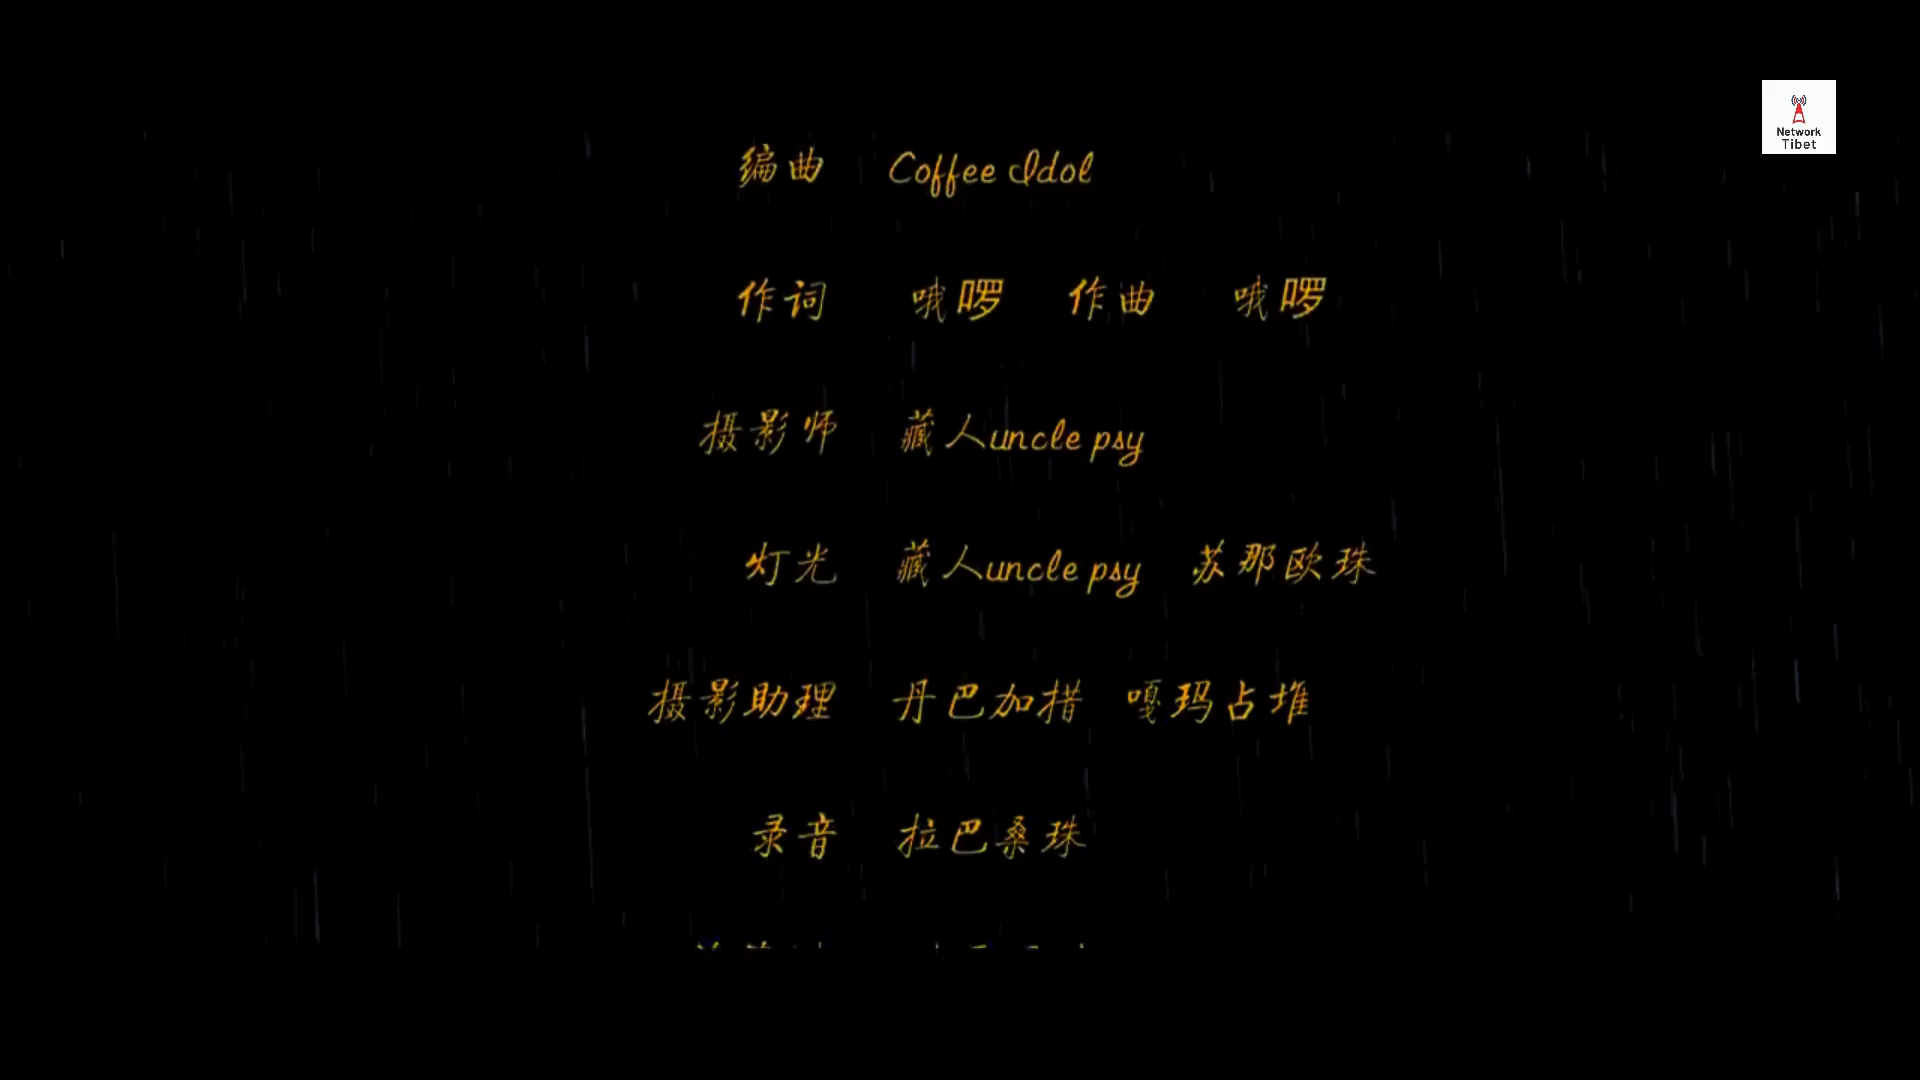 Network
Tibet
编曲 Coffee Idol
作词 哦啰 作曲 哦啰
摄影师 藏人uncle psy
灯光 藏人uncle psy 苏那欧珠
摄影助理 丹巴加措 嘎玛占堆
录音 拉巴桑珠